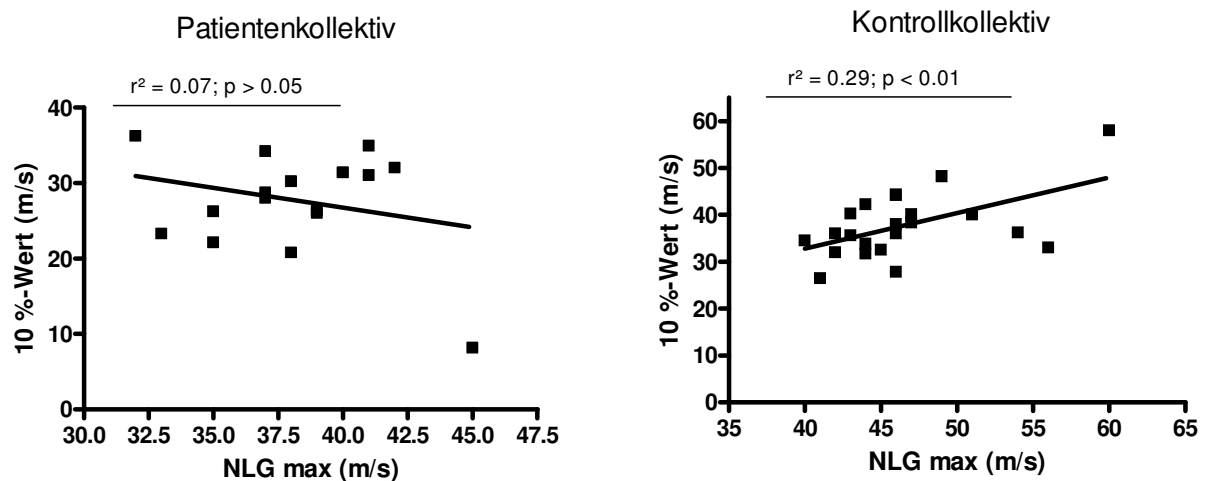 Patientenkollektiv
r² = 0.07; p > 0.05
40
30
20
10
0
10 %-Wert (m/s)
30.0 32.5 35.0 37.5 40.0 42.5 45.0 47.5
NLG max (m/s)
Kontrollkollektiv
r² = 0.29; p < 0.01
60
50
40
30
20
10
0
10 %-Wert (m/s)
35 40 45 50 55 60 65
NLG max (m/s)